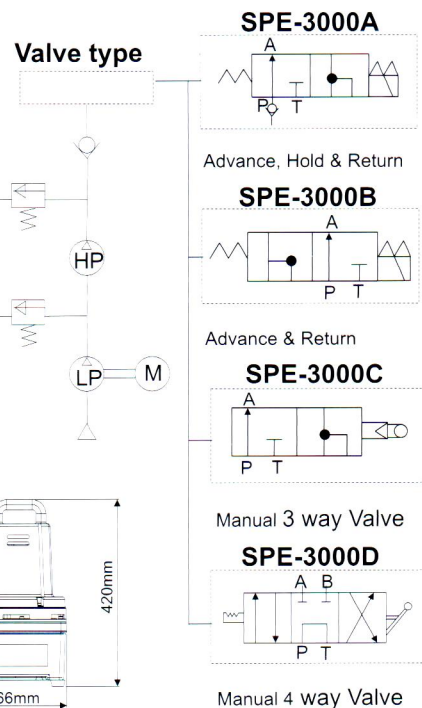 Valve type
HP
LP
M
420mm
66mm
SPE-3000A
A
P T
Advance, Hold & Return
SPE-3000B
A
P T
Advance & Return
SPE-3000C
A
P T
Manual 3 way Valve
SPE-3000D
A B
P T
Manual 4 way Valve